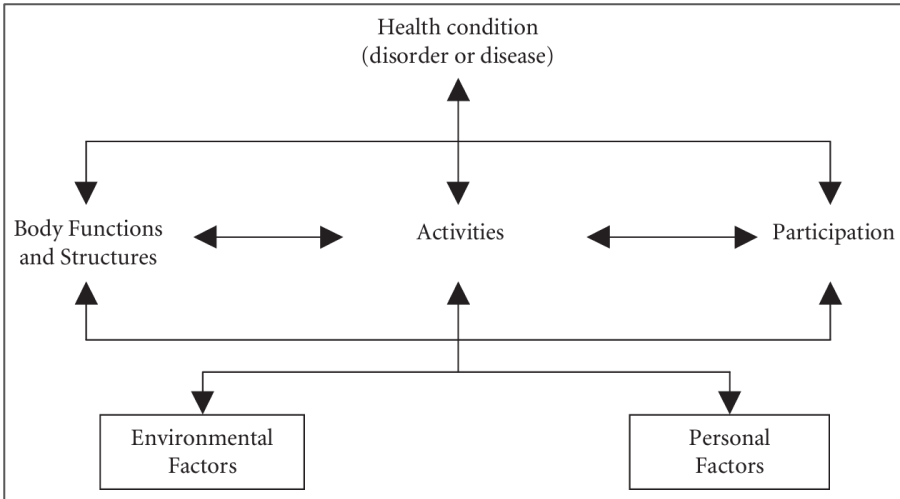 Health condition
(disorder or disease)
Body Functions
and Structures
Activities
Participation
Environmental
Factors
Personal
Factors